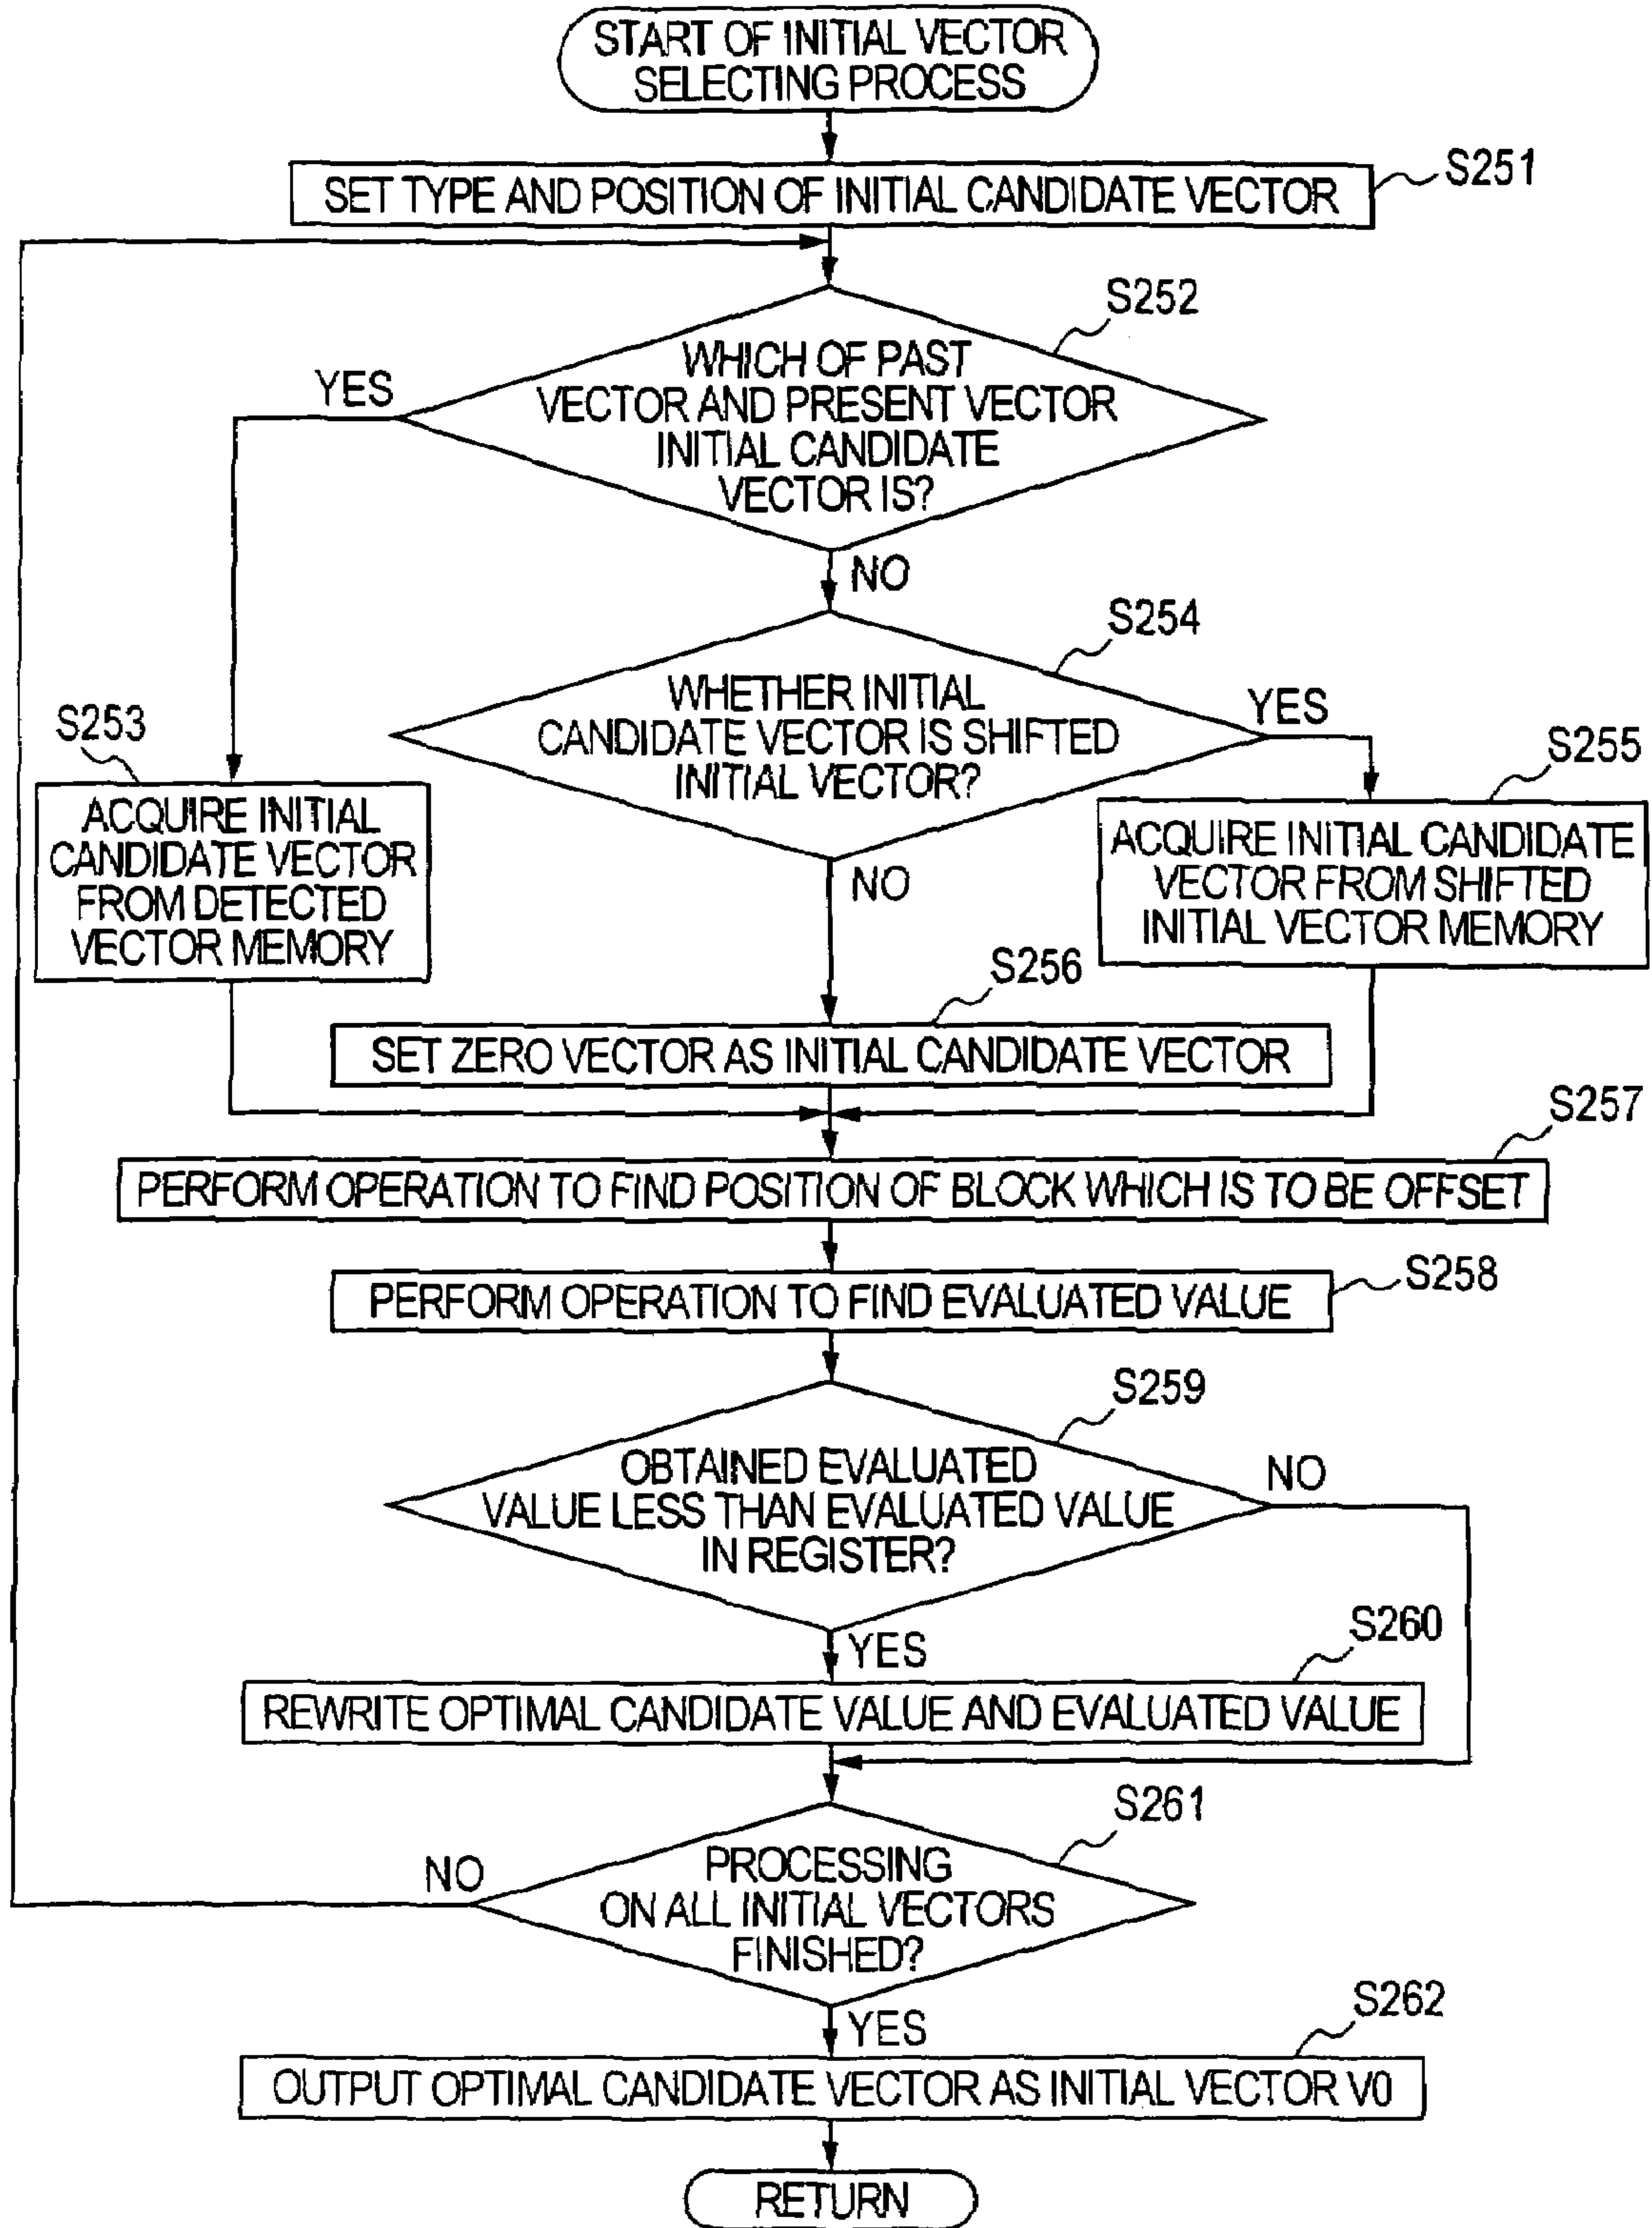 START OF INITIAL VECTOR
SELECTING PROCESS
SET TYPE AND POSITION OF INITIAL CANDIDATE VECTOR
S251
S252
WHICH OF PAST
VECTOR AND PRESENT VECTOR
INITIAL CANDIDATE
VECTOR IS?
YES
NO
S254
WHETHER INITIAL
CANDIDATE VECTOR IS SHIFTED
INITIAL VECTOR?
YES
NO
S253
ACQUIRE INITIAL
CANDIDATE VECTOR
FROM DETECTED
VECTOR MEMORY
S255
ACQUIRE INITIAL CANDIDATE
VECTOR FROM SHIFTED
INITIAL VECTOR MEMORY
S256
SET ZERO VECTOR AS INITIAL CANDIDATE VECTOR
S257
PERFORM OPERATION TO FIND POSITION OF BLOCK WHICH IS TO BE OFFSET
PERFORM OPERATION TO FIND EVALUATED VALUE
S258
S259
OBTAINED EVALUATED
VALUE LESS THAN EVALUATED VALUE
IN REGISTER?
NO
YES
S260
REWRITE OPTIMAL CANDIDATE VALUE AND EVALUATED VALUE
S261
PROCESSING
ON ALL INITIAL VECTORS
FINISHED?
NO
YES
S262
OUTPUT OPTIMAL CANDIDATE VECTOR AS INITIAL VECTOR V0
RETURN